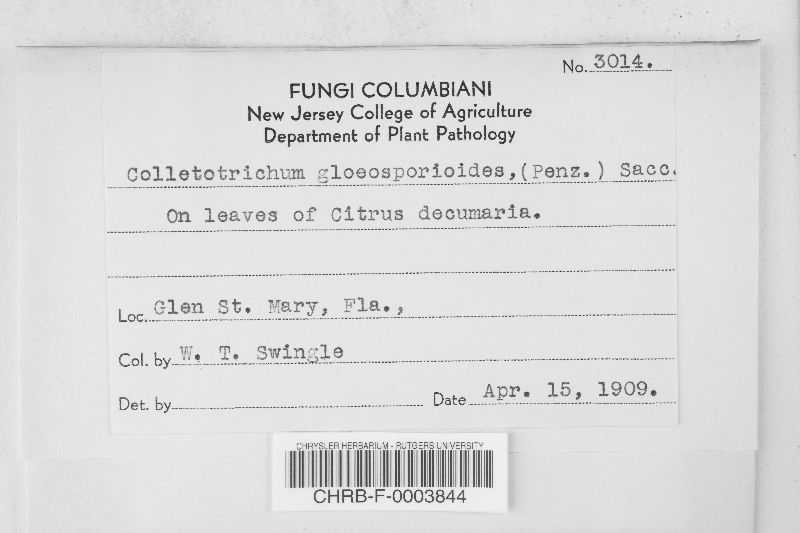 No. 3014.
FUNGI COLUMBIANI
New Jersey College of Agriculture
Department of Plant Pathology
Colletotrichum gloeosporioides,(Penz.) Sacc.
On leaves of Citrus decumaria.
Loc. Glen St. Mary, Fla.,
Col. by W. T. Swingle
Det. by
Date Apr. 15, 1909.
CHRYSLER HERBARIUM - RUTGERS UNIVERSITY
CHRB-F-0003844